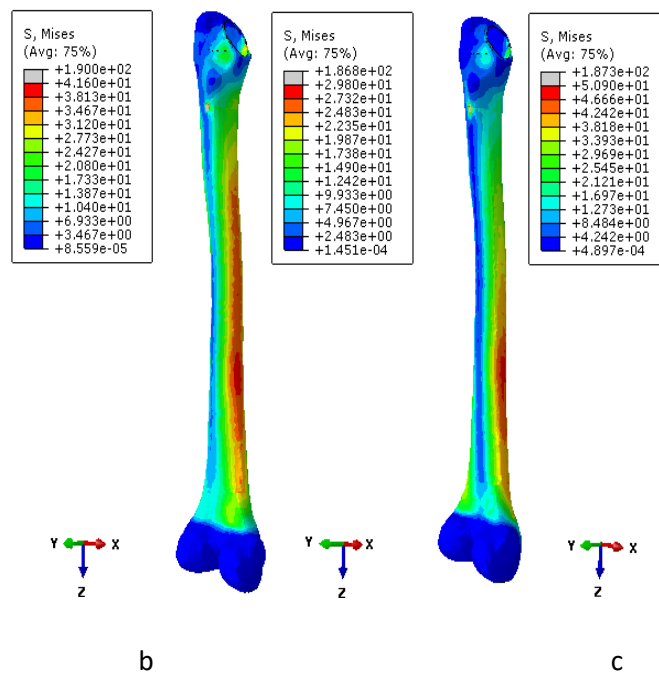 S, Mises
(Avg: 75%)
+1.900e+02
+4.160e+01
+3.813e+01
+3.467e+01
+3.120e+01
+2.773e+01
+2.427e+01
+2.080e+01
+1.733e+01
+1.387e+01
+1.040e+01
+6.933e+00
+3.467e+00
+8.559e-05
S, Mises
(Avg: 75%)
+1.868e+02
+2.980e+01
+2.732e+01
+2.483e+01
+2.235e+01
+1.987e+01
+1.738e+01
+1.490e+01
+1.242e+01
+9.933e+00
+7.450e+00
+4.967e+00
+2.483e+00
+1.451e-04
S, Mises
(Avg: 75%)
+1.873e+02
+5.090e+01
+4.666e+01
+4.242e+01
+3.818e+01
+3.393e+01
+2.969e+01
+2.545e+01
+2.121e+01
+1.697e+01
+1.273e+01
+8.484e+00
+4.242e+00
+4.897e-04
Y X
Z
Y X
Z
Y X
Z
b
c